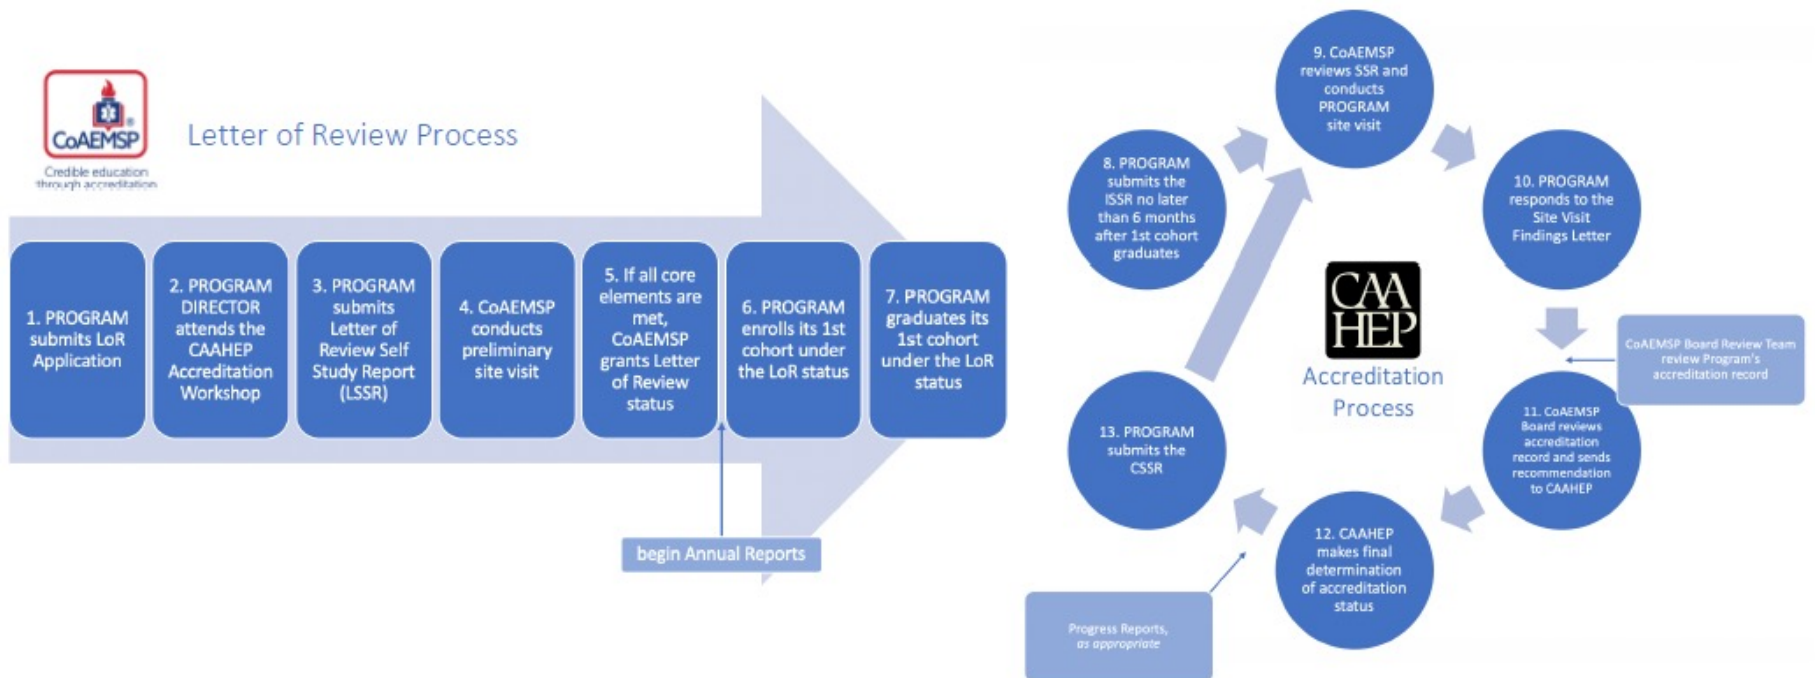 CoAEMSP
®
Credible education
through accreditation
Letter of Review Process
1. PROGRAM
submits LoR
Application
2. PROGRAM
DIRECTOR
attends the
CAAHEP
Accreditation
Workshop
3. PROGRAM
submits
Letter of
Review Self
Study Report
(LSSR)
4. CoAEMSP
conducts
preliminary
site visit
5. If all core
elements are
met,
CoAEMSP
grants Letter
of Review
status
6. PROGRAM
enrolls its 1st
cohort under
the LoR status
7. PROGRAM
graduates its
1st cohort
under the LoR
status
begin Annual Reports
8. PROGRAM
submits the
ISSR no later
than 6 months
after 1st cohort
graduates
9. CoAEMSP
reviews SSR and
conducts
PROGRAM
site visit
10. PROGRAM
responds to the
Site Visit
Findings Letter
CoAEMSP Board Review Team
review Program's
accreditation record
11. CoAEMSP
Board reviews
accreditation
record and sends
recommendation
to CAAHEP
12. CAAHEP
makes final
determination
of accreditation
status
Progress Reports,
as appropriate
13. PROGRAM
submits the
CSSR
CAA
HEP
Accreditation
Process